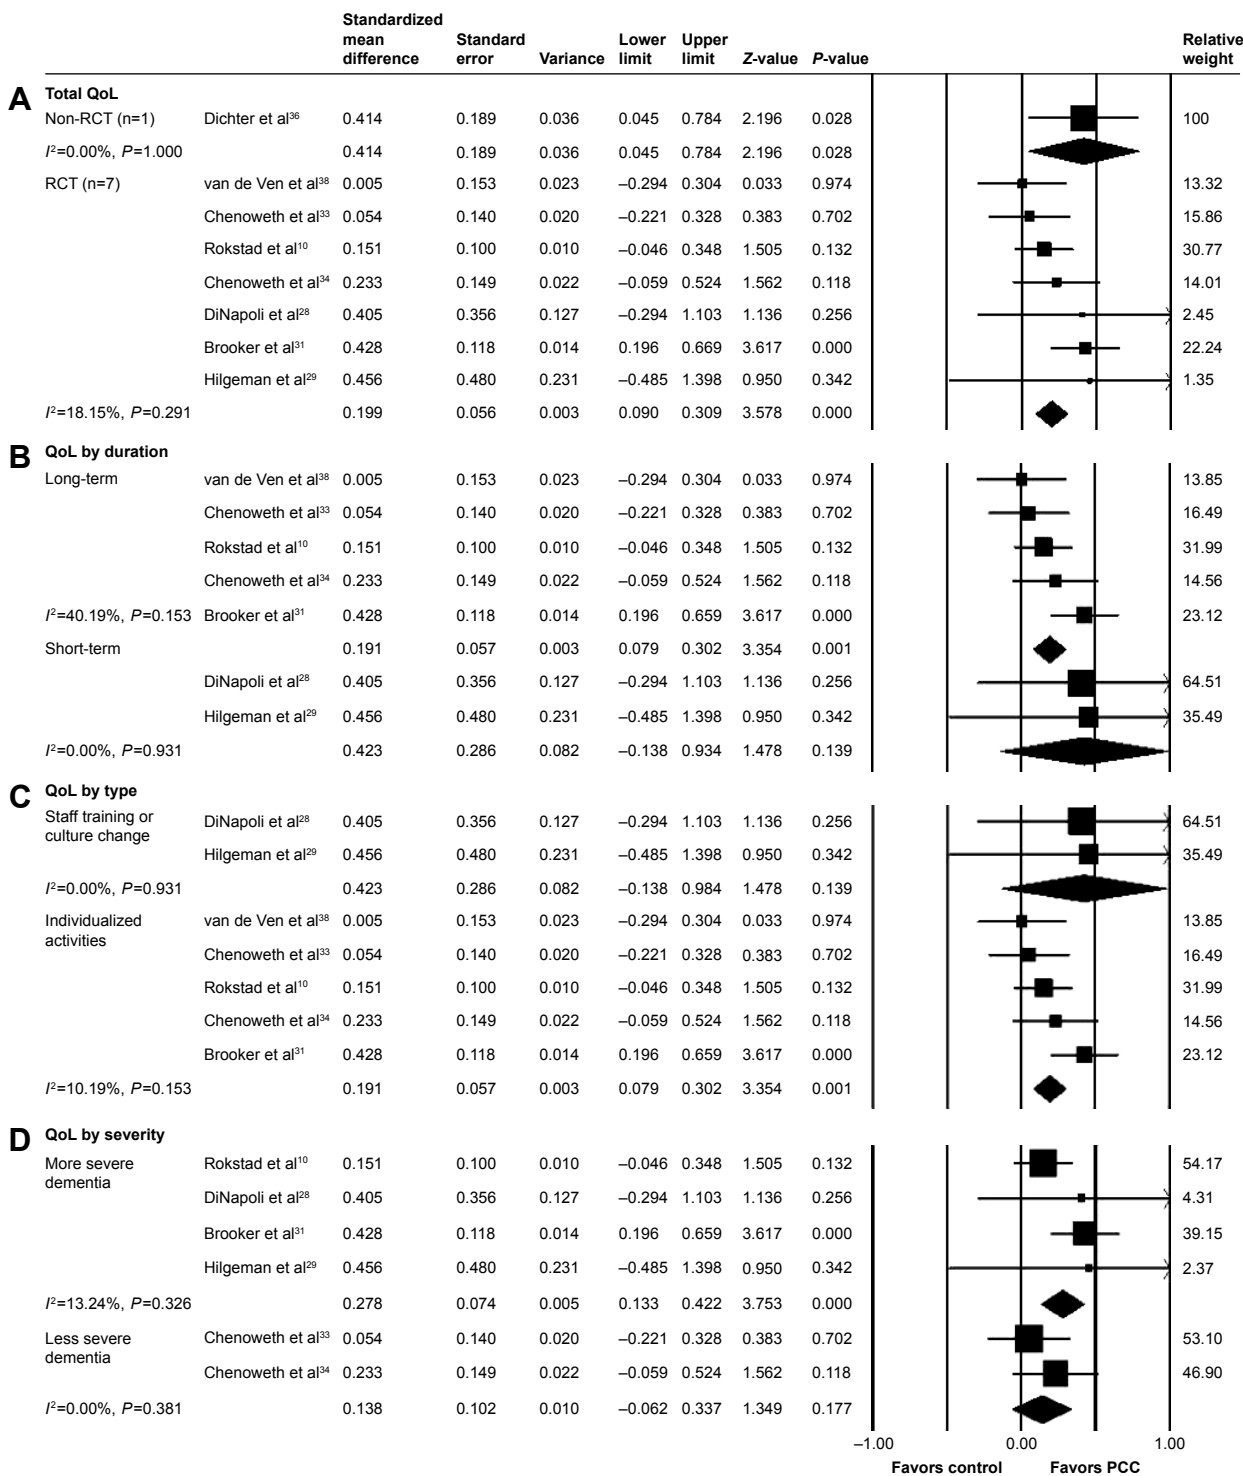 Standardized mean difference Standard error Variance Lower limit Upper limit Z-value P-value Relative weight
A Total QoL
Non-RCT (n=1) Dichter et al36 0.414 0.189 0.036 0.045 0.784 2.196 0.028 100
I2=0.00%, P=1.000 0.414 0.189 0.036 0.045 0.784 2.196 0.028
RCT (n=7) van de Ven et al38 0.005 0.153 0.023 –0.294 0.304 0.033 0.974 13.32
Chenoweth et al33 0.054 0.140 0.020 –0.221 0.328 0.383 0.702 15.86
Rokstad et al10 0.151 0.100 0.010 –0.046 0.348 1.505 0.132 30.77
Chenoweth et al34 0.233 0.149 0.022 –0.059 0.524 1.562 0.118 14.01
DiNapoli et al28 0.405 0.356 0.127 –0.294 1.103 1.136 0.256 2.45
Brooker et al31 0.428 0.118 0.014 0.196 0.669 3.617 0.000 22.24
Hilgeman et al29 0.456 0.480 0.231 –0.485 1.398 0.950 0.342 1.35
I2=18.15%, P=0.291 0.199 0.056 0.003 0.090 0.309 3.578 0.000
B QoL by duration
Long-term van de Ven et al38 0.005 0.153 0.023 –0.294 0.304 0.033 0.974 13.85
Chenoweth et al33 0.054 0.140 0.020 –0.221 0.328 0.383 0.702 16.49
Rokstad et al10 0.151 0.100 0.010 –0.046 0.348 1.505 0.132 31.99
Chenoweth et al34 0.233 0.149 0.022 –0.059 0.524 1.562 0.118 14.56
I2=40.19%, P=0.153 Brooker et al31 0.428 0.118 0.014 0.196 0.659 3.617 0.000 23.12
Short-term 0.191 0.057 0.003 0.079 0.302 3.354 0.001
DiNapoli et al28 0.405 0.356 0.127 –0.294 1.103 1.136 0.256 64.51
Hilgeman et al29 0.456 0.480 0.231 –0.485 1.398 0.950 0.342 35.49
I2=0.00%, P=0.931 0.423 0.286 0.082 –0.138 0.934 1.478 0.139
C QoL by type
Staff training or culture change DiNapoli et al28 0.405 0.356 0.127 –0.294 1.103 1.136 0.256 64.51
Hilgeman et al29 0.456 0.480 0.231 –0.485 1.398 0.950 0.342 35.49
I2=0.00%, P=0.931 0.423 0.286 0.082 –0.138 0.984 1.478 0.139
Individualized activities van de Ven et al38 0.005 0.153 0.023 –0.294 0.304 0.033 0.974 13.85
Chenoweth et al33 0.054 0.140 0.020 –0.221 0.328 0.383 0.702 16.49
Rokstad et al10 0.151 0.100 0.010 –0.046 0.348 1.505 0.132 31.99
Chenoweth et al34 0.233 0.149 0.022 –0.059 0.524 1.562 0.118 14.56
Brooker et al31 0.428 0.118 0.014 0.196 0.659 3.617 0.000 23.12
I2=10.19%, P=0.153 0.191 0.057 0.003 0.079 0.302 3.354 0.001
D QoL by severity
More severe dementia Rokstad et al10 0.151 0.100 0.010 –0.046 0.348 1.505 0.132 54.17
DiNapoli et al28 0.405 0.356 0.127 –0.294 1.103 1.136 0.256 4.31
Brooker et al31 0.428 0.118 0.014 0.196 0.659 3.617 0.000 39.15
Hilgeman et al29 0.456 0.480 0.231 –0.485 1.398 0.950 0.342 2.37
I2=13.24%, P=0.326 0.278 0.074 0.005 0.133 0.422 3.753 0.000
Less severe dementia Chenoweth et al33 0.054 0.140 0.020 –0.221 0.328 0.383 0.702 53.10
Chenoweth et al34 0.233 0.149 0.022 –0.059 0.524 1.562 0.118 46.90
I2=0.00%, P=0.381 0.138 0.102 0.010 –0.062 0.337 1.349 0.177
–1.00 0.00 1.00
Favors control Favors PCC